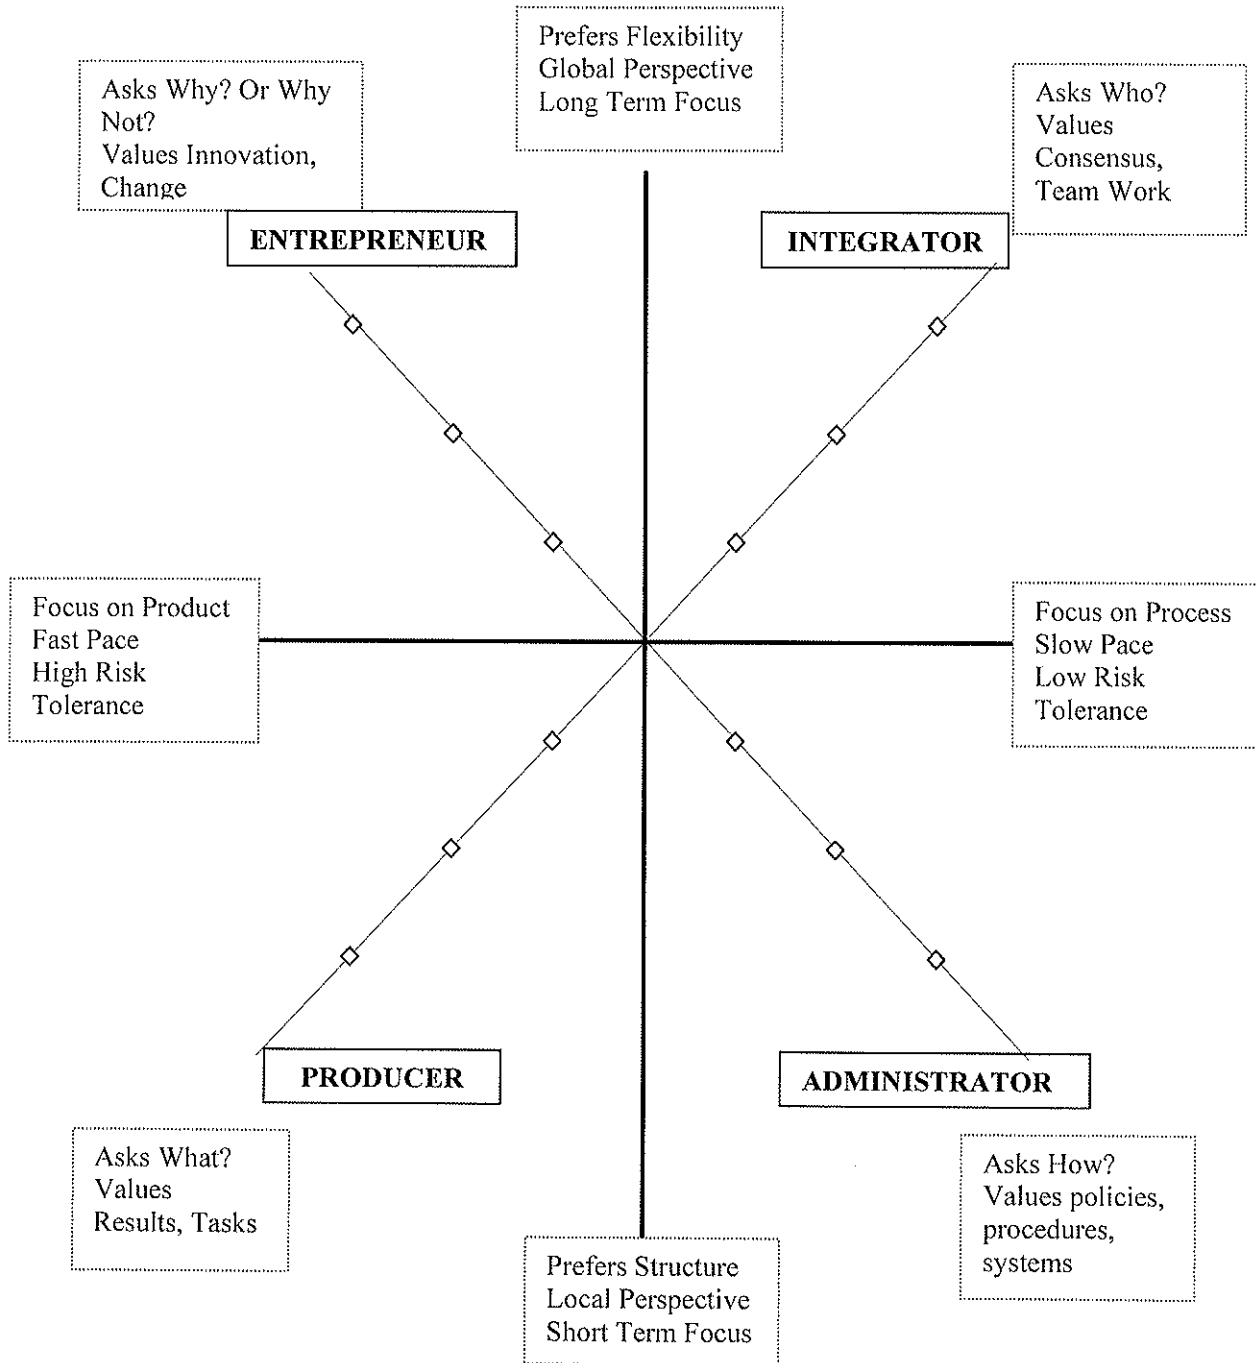 Prefers Flexibility
Global Perspective
Long Term Focus
Asks Why? Or Why
Not?
Values Innovation,
Change
Asks Who?
Values
Consensus,
Team Work
ENTREPRENEUR
INTEGRATOR
Focus on Product
Fast Pace
High Risk
Tolerance
Focus on Process
Slow Pace
Low Risk
Tolerance
PRODUCER
ADMINISTRATOR
Asks What?
Values
Results, Tasks
Asks How?
Values policies,
procedures,
systems
Prefers Structure
Local Perspective
Short Term Focus